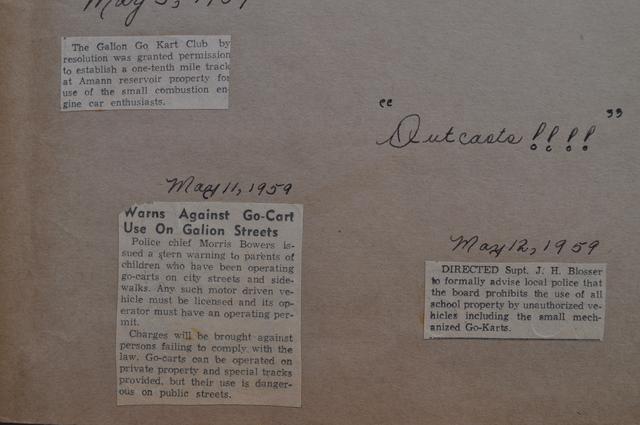 May 5, 1959
The Galion Go Kart Club by
resolution was granted permission
to establish a one-tenth mile track
at Amann reservoir property for
use of the small combustion en
gine car enthusiasts.
"Outcasts!!!!"
May 11, 1959
Warns Against Go-Cart
Use On Galion Streets
Police chief Morris Bowers is-
sued a stern warning to parents of
children who have been operating
go-carts on city streets and side-
walks. Any such motor driven ve-
hicle must be licensed and its op-
erator must have an operating per-
mit.
Charges will be brought against
persons failing to comply with the
law. Go-carts can be operated on
private property and special tracks
provided, but their use is danger-
ous on public streets.
May 12, 1959
DIRECTED Supt. J. H. Blosser
to formally advise local police that
the board prohibits the use of all
school property by unauthorized ve-
hicles including the small mech-
anized Go-Karts.